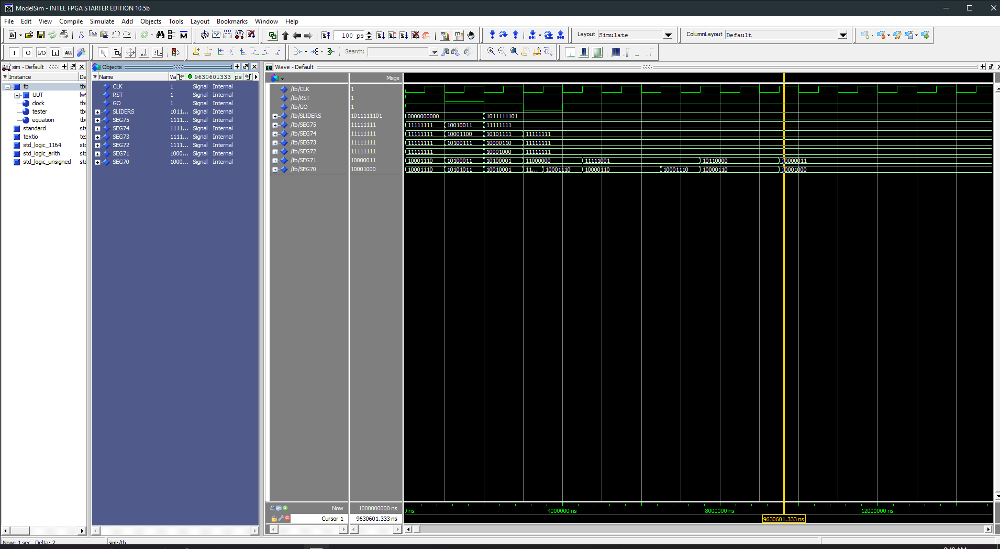 ModelSim - INTEL FPGA STARTER EDITION 10.5b
File Edit View Compile Simulate Add Objects Tools Layout Bookmarks Window Help
100 ps
Layout Simulate
ColumnLayout Default
I O I/O ALL
Search:
sim - Default
Instance De
tb tb
UUT lw
clock tb
tester tb
equation tb
standard sta
textio te
std_logic_1164 std
std_logic_arith std
std_logic_unsigned std
Objects
Name Va 9630601333 ps
CLK 1 Signal Internal
RST 1 Signal Internal
GO 1 Signal Internal
SLIDERS 1011... Signal Internal
SEG75 1111... Signal Internal
SEG74 1111... Signal Internal
SEG73 1111... Signal Internal
SEG72 1111... Signal Internal
SEG71 1000... Signal Internal
SEG70 1000... Signal Internal
Wave - Default
Msgs
/tb/CLK 1
/tb/RST 1
/tb/GO 1
/tb/SLIDERS 1011111101 0000000000 1011111101
/tb/SEG75 11111111 11111111 10010011 11111111
/tb/SEG74 11111111 11111111 10001100 10101111 11111111
/tb/SEG73 11111111 11111111 10100111 10000110 11111111
/tb/SEG72 11111111 11111111 10001000 11111111
/tb/SEG71 10000011 10001110 10100011 10100001 11000000 11111001 10110000 10000011
/tb/SEG70 10001000 10001110 10101011 10010001 11... 10001110 10000110 10001110 10000110 10001000
Now 1000000000 ns
ns 4000000 ns 8000000 ns 12000000 ns
Cursor 1 9630601.333 ns
9630601.333 ns
Now: 1 sec Delta: 2
sim:/tb